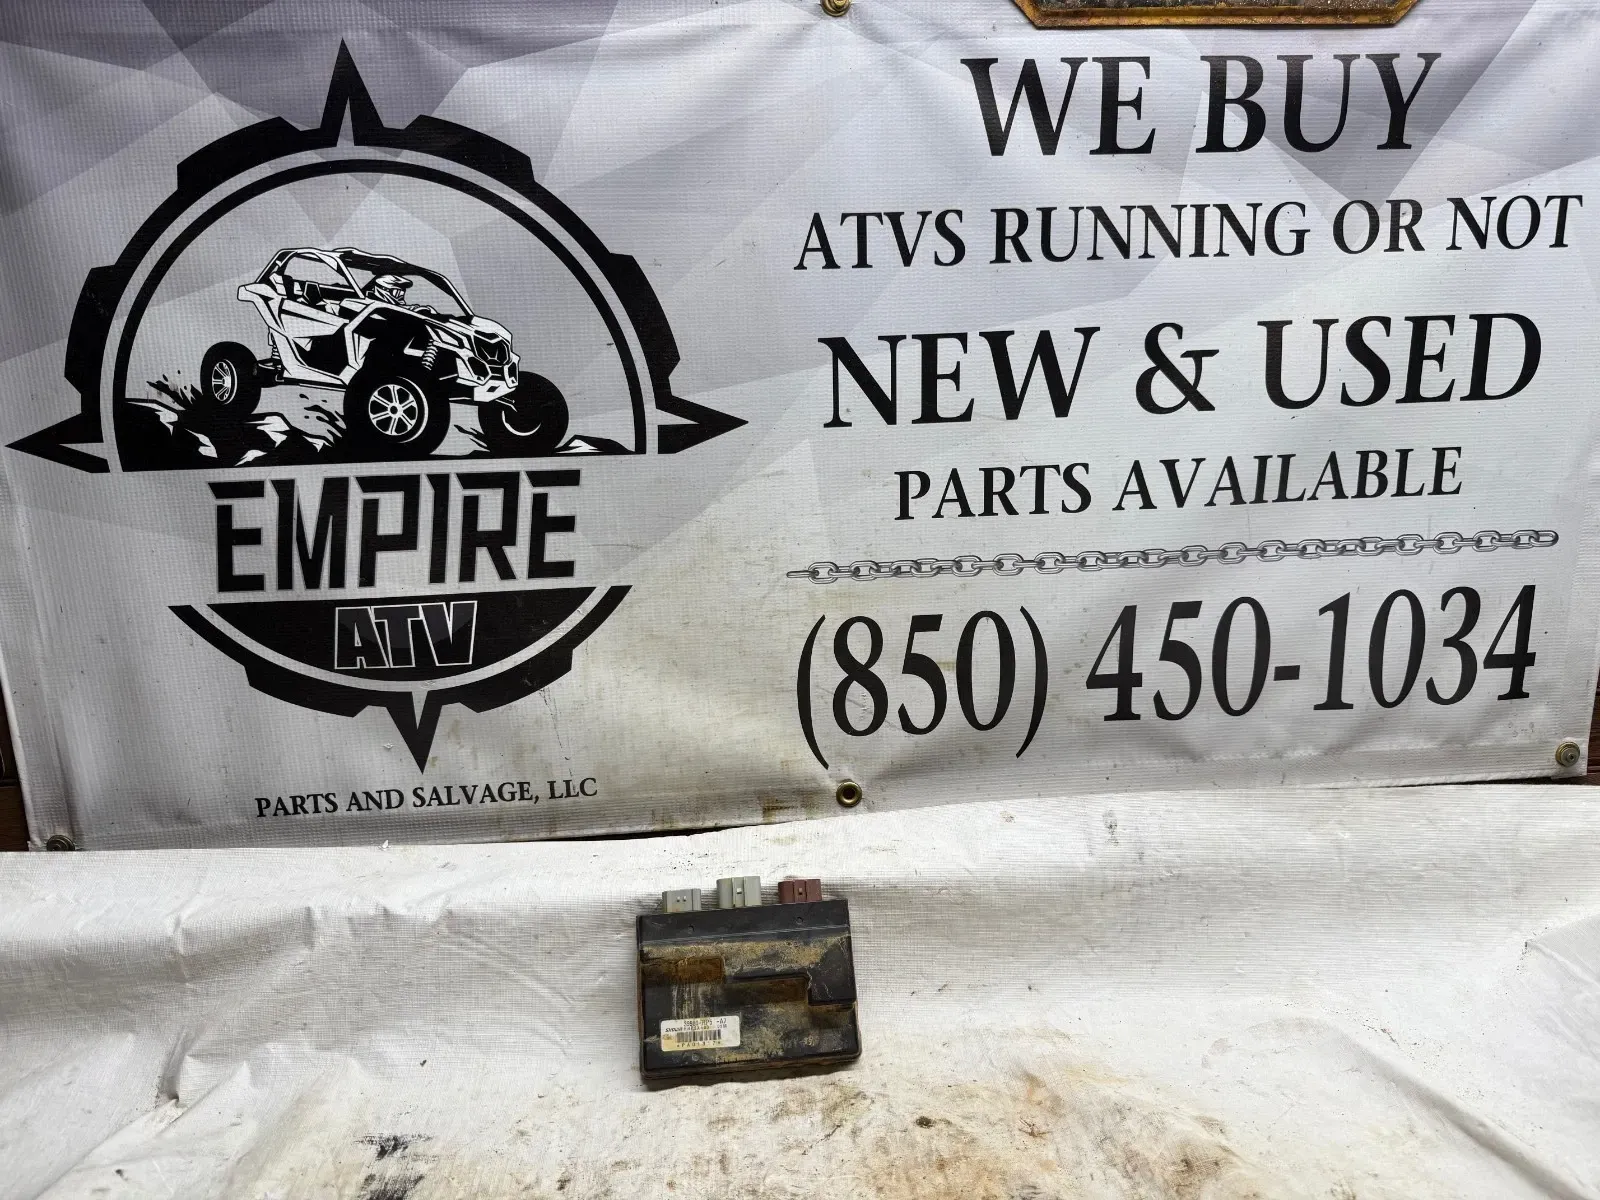 EMPIRE
ATV
PARTS AND SALVAGE, LLC
WE BUY
ATVS RUNNING OR NOT
NEW & USED
PARTS AVAILABLE
(850) 450-1034